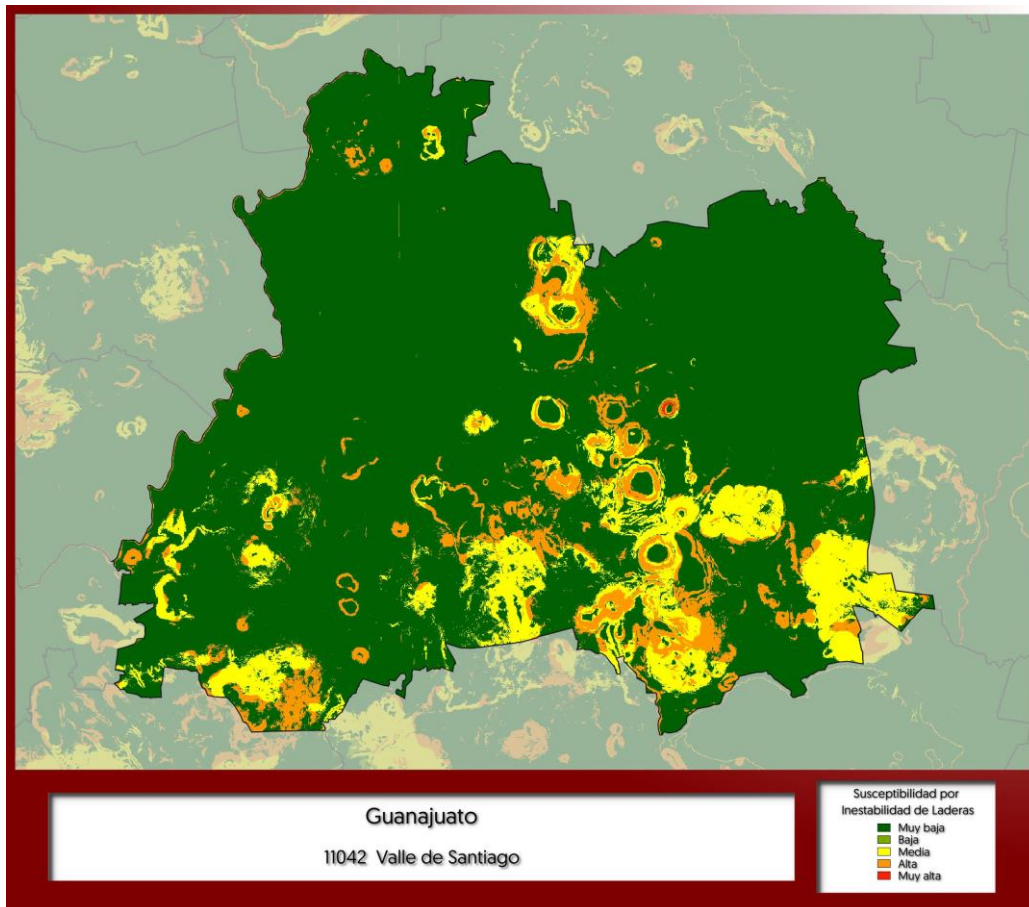 Guanajuato
11042 Valle de Santiago
Susceptibilidad por
Inestabilidad de Laderas
Muy baja
Baja
Media
Alta
Muy alta